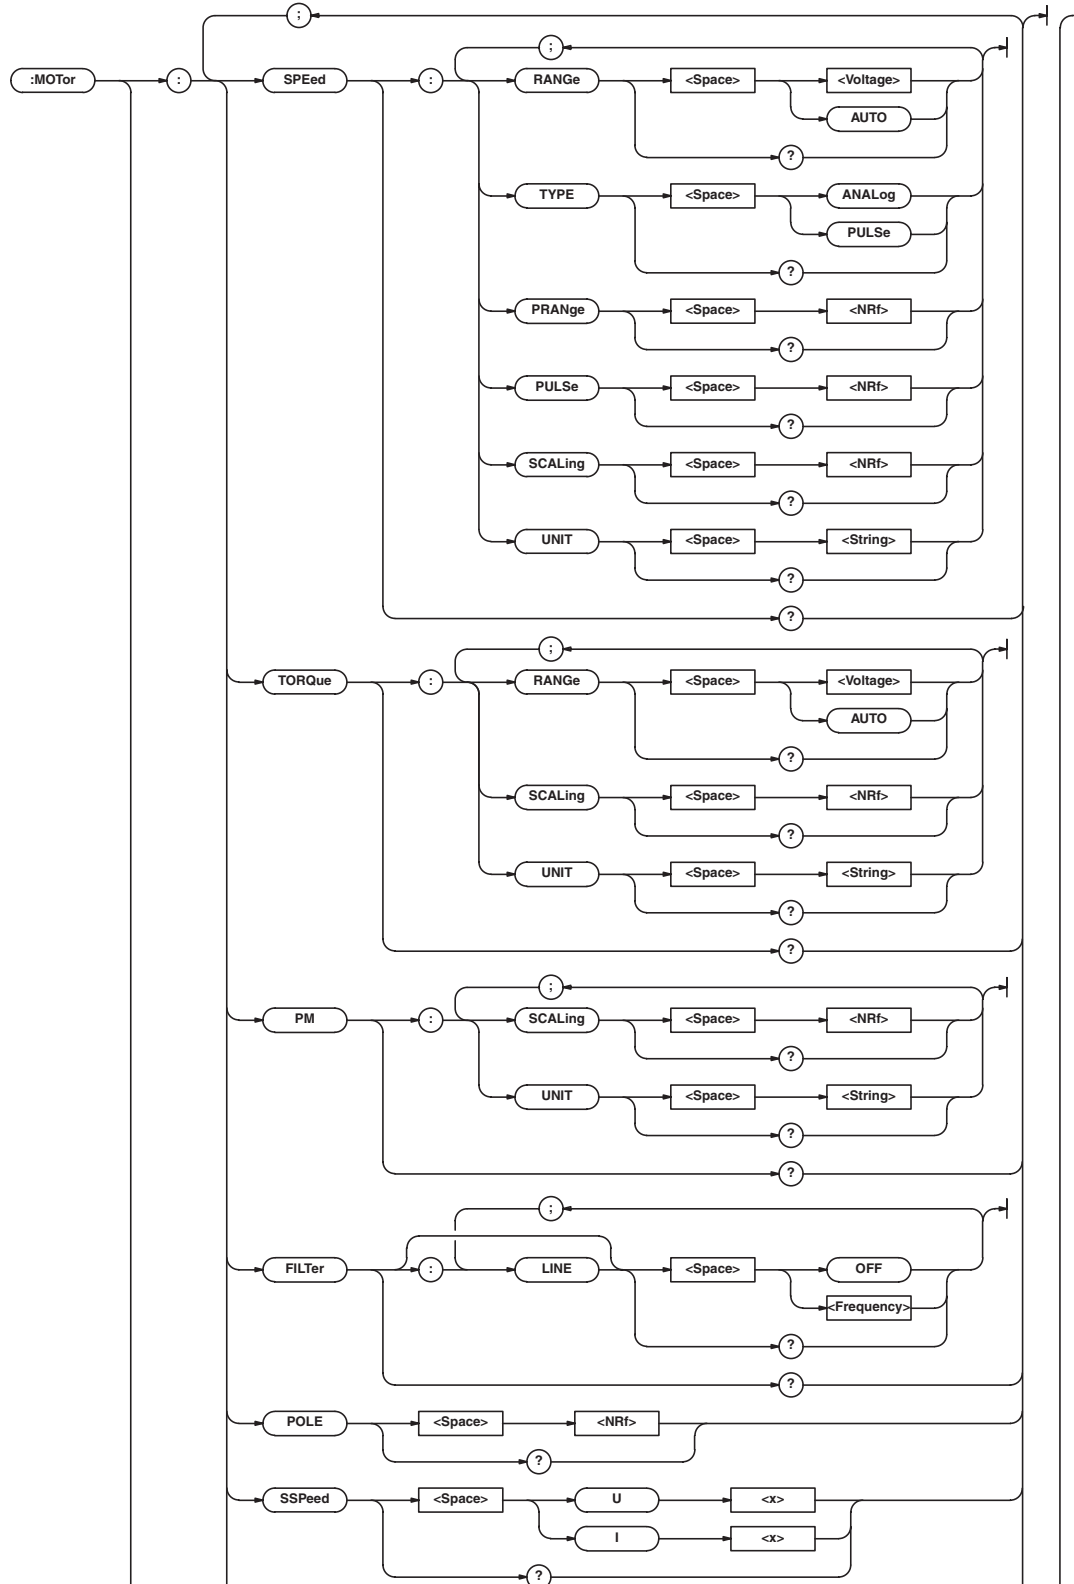 ;
;
:MOTor : SPEed : RANGe <Space> <Voltage>
AUTO
?
TYPE <Space> ANALog
PULSe
?
PRANge <Space> <NRf>
?
PULSe <Space> <NRf>
?
SCALing <Space> <NRf>
?
UNIT <Space> <String>
?
?
;
TORQue : RANGe <Space> <Voltage>
AUTO
?
SCALing <Space> <NRf>
?
UNIT <Space> <String>
?
?
;
PM : SCALing <Space> <NRf>
?
UNIT <Space> <String>
?
?
;
FILTer : LINE <Space> OFF
<Frequency>
?
?
POLE <Space> <NRf>
?
SSPeed <Space> U <x>
I <x>
?